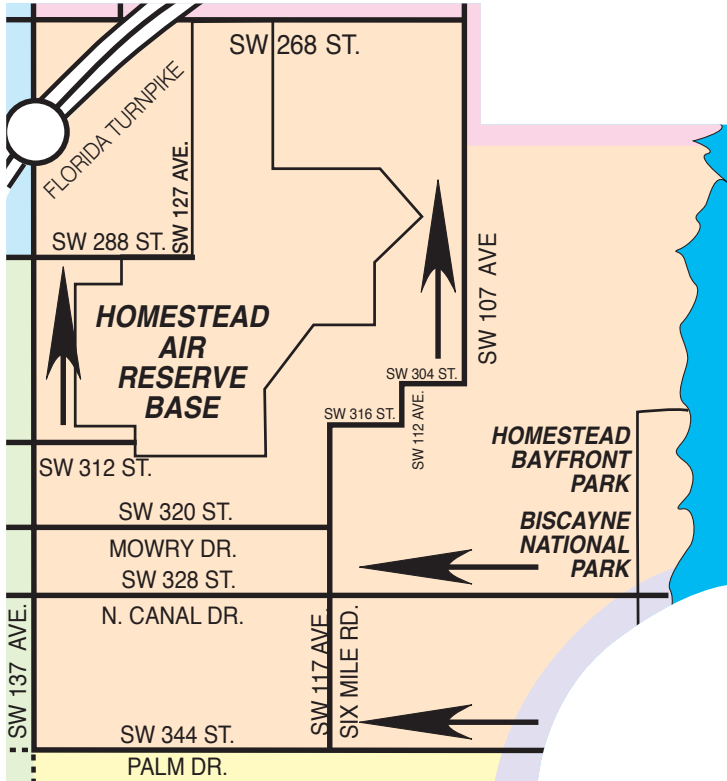 SW 268 ST.
FLORIDA TURNPIKE
SW 127 AVE.
SW 288 ST.
SW 107 AVE
HOMESTEAD
AIR
RESERVE
BASE
SW 304 ST.
SW 316 ST.
SW 112 AVE.
HOMESTEAD
BAYFRONT
PARK
SW 312 ST.
SW 320 ST.
BISCAYNE
NATIONAL
PARK
MOWRY DR.
SW 328 ST.
N. CANAL DR.
SW 137 AVE.
SW 117 AVE.
SIX MILE RD.
SW 344 ST.
PALM DR.